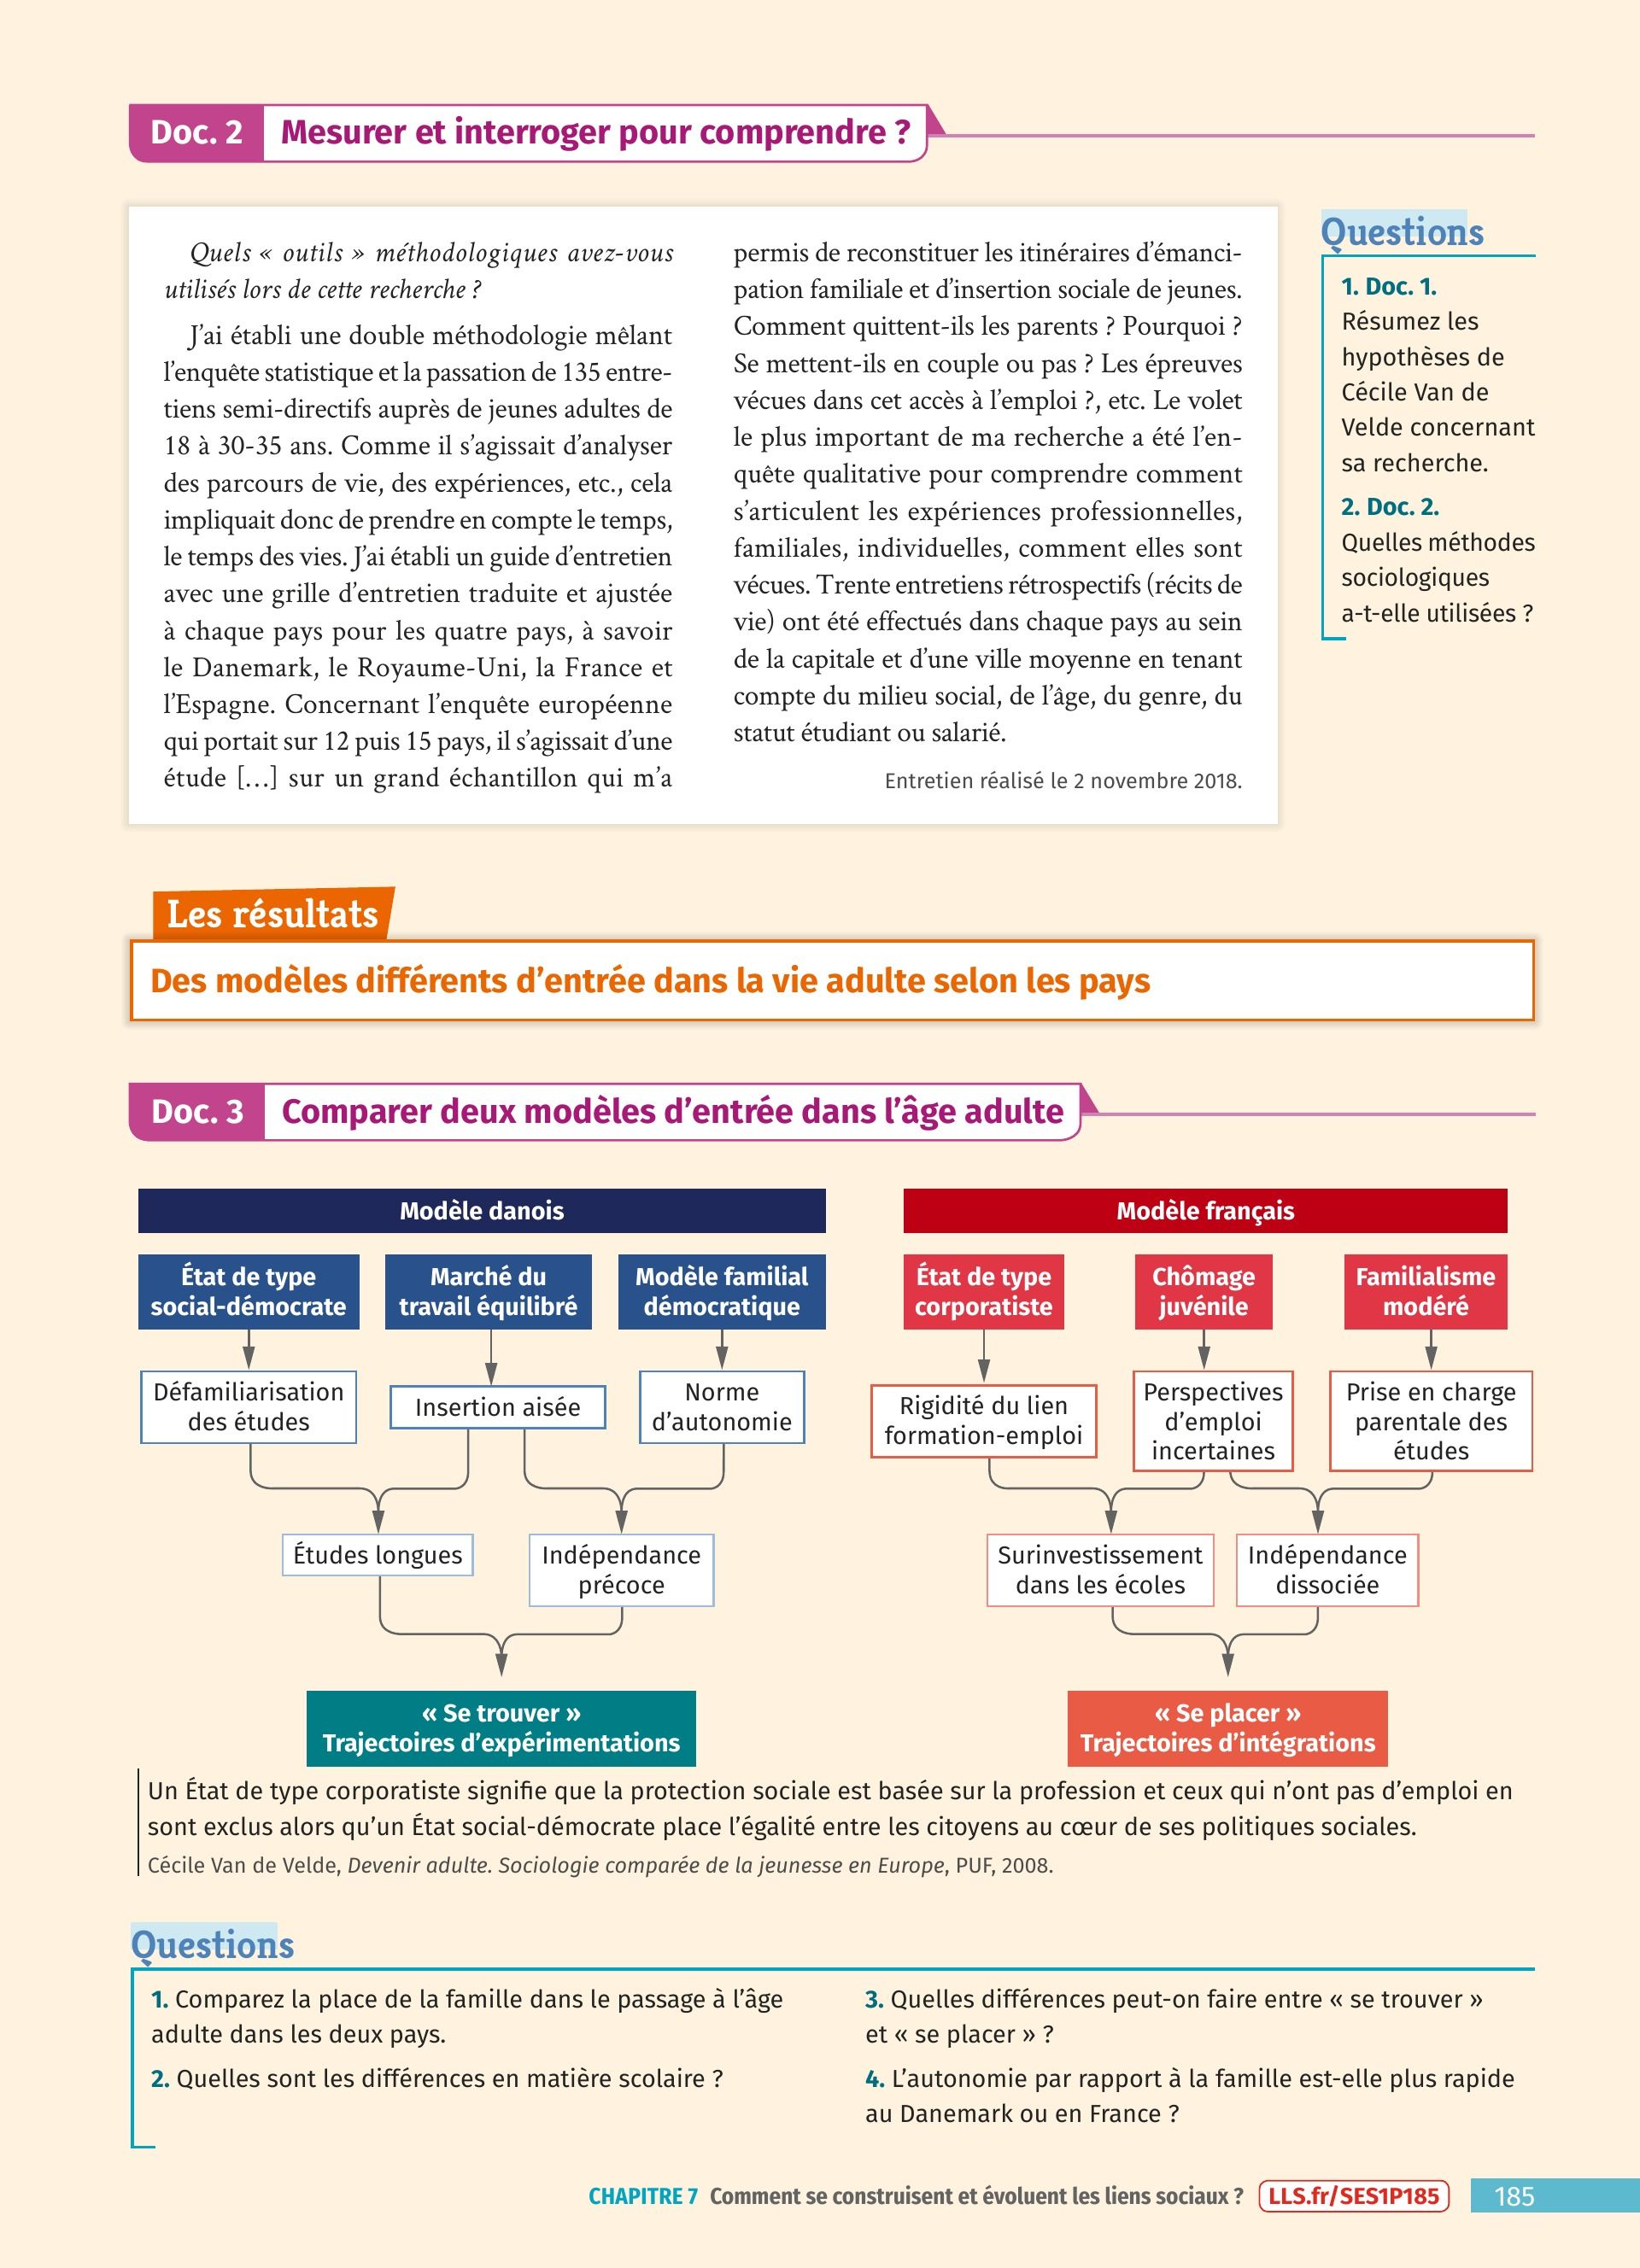 Doc. 2 Mesurer et interroger pour comprendre ?
Quels « outils » méthodologiques avez-vous
utilisés lors de cette recherche ?
J'ai établi une double méthodologie mêlant
l'enquête statistique et la passation de 135 entre-
tiens semi-directifs auprès de jeunes adultes de
18 à 30-35 ans. Comme il s'agissait d'analyser
des parcours de vie, des expériences, etc., cela
impliquait donc de prendre en compte le temps,
le temps des vies. J'ai établi un guide d'entretien
avec une grille d'entretien traduite et ajustée
à chaque pays pour les quatre pays, à savoir
le Danemark, le Royaume-Uni, la France et
l'Espagne. Concernant l'enquête européenne
qui portait sur 12 puis 15 pays, il s'agissait d'une
étude […] sur un grand échantillon qui m'a
permis de reconstituer les itinéraires d'émanci-
pation familiale et d'insertion sociale de jeunes.
Comment quittent-ils les parents ? Pourquoi ?
Se mettent-ils en couple ou pas ? Les épreuves
vécues dans cet accès à l'emploi ?, etc. Le volet
le plus important de ma recherche a été l'en-
quête qualitative pour comprendre comment
s'articulent les expériences professionnelles,
familiales, individuelles, comment elles sont
vécues. Trente entretiens rétrospectifs (récits de
vie) ont été effectués dans chaque pays au sein
de la capitale et d'une ville moyenne en tenant
compte du milieu social, de l'âge, du genre, du
statut étudiant ou salarié.
Entretien réalisé le 2 novembre 2018.
Questions
1. Doc. 1.
Résumez les
hypothèses de
Cécile Van de
Velde concernant
sa recherche.
2. Doc. 2.
Quelles méthodes
sociologiques
a-t-elle utilisées ?
Les résultats
Des modèles différents d'entrée dans la vie adulte selon les pays
Doc. 3 Comparer deux modèles d'entrée dans l'âge adulte
Modèle danois
État de type
social-démocrate
Marché du
travail équilibré
Modèle familial
démocratique
Défamiliarisation
des études
Insertion aisée
Norme
d'autonomie
Études longues
Indépendance
précoce
« Se trouver »
Trajectoires d'expérimentations
Modèle français
État de type
corporatiste
Chômage
juvénile
Familialisme
modéré
Rigidité du lien
formation-emploi
Perspectives
d'emploi
incertaines
Prise en charge
parentale des
études
Surinvestissement
dans les écoles
Indépendance
dissociée
« Se placer »
Trajectoires d'intégrations
Un État de type corporatiste signifie que la protection sociale est basée sur la profession et ceux qui n'ont pas d'emploi en
sont exclus alors qu'un État social-démocrate place l'égalité entre les citoyens au cœur de ses politiques sociales.
Cécile Van de Velde, Devenir adulte. Sociologie comparée de la jeunesse en Europe, PUF, 2008.
Questions
1. Comparez la place de la famille dans le passage à l'âge
adulte dans les deux pays.
2. Quelles sont les différences en matière scolaire ?
3. Quelles différences peut-on faire entre « se trouver »
et « se placer » ?
4. L'autonomie par rapport à la famille est-elle plus rapide
au Danemark ou en France ?
CHAPITRE 7 Comment se construisent et évoluent les liens sociaux ? LLS.fr/SES1P185 185